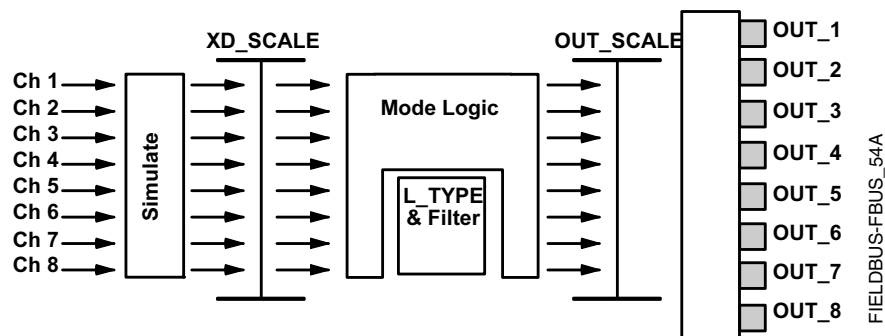 XD_SCALE
OUT_SCALE
Ch 1
Ch 2
Ch 3
Ch 4
Ch 5
Ch 6
Ch 7
Ch 8
Simulate
Mode Logic
L_TYPE
& Filter
OUT_1
OUT_2
OUT_3
OUT_4
OUT_5
OUT_6
OUT_7
OUT_8
FIELDBUS-FBUS_54A